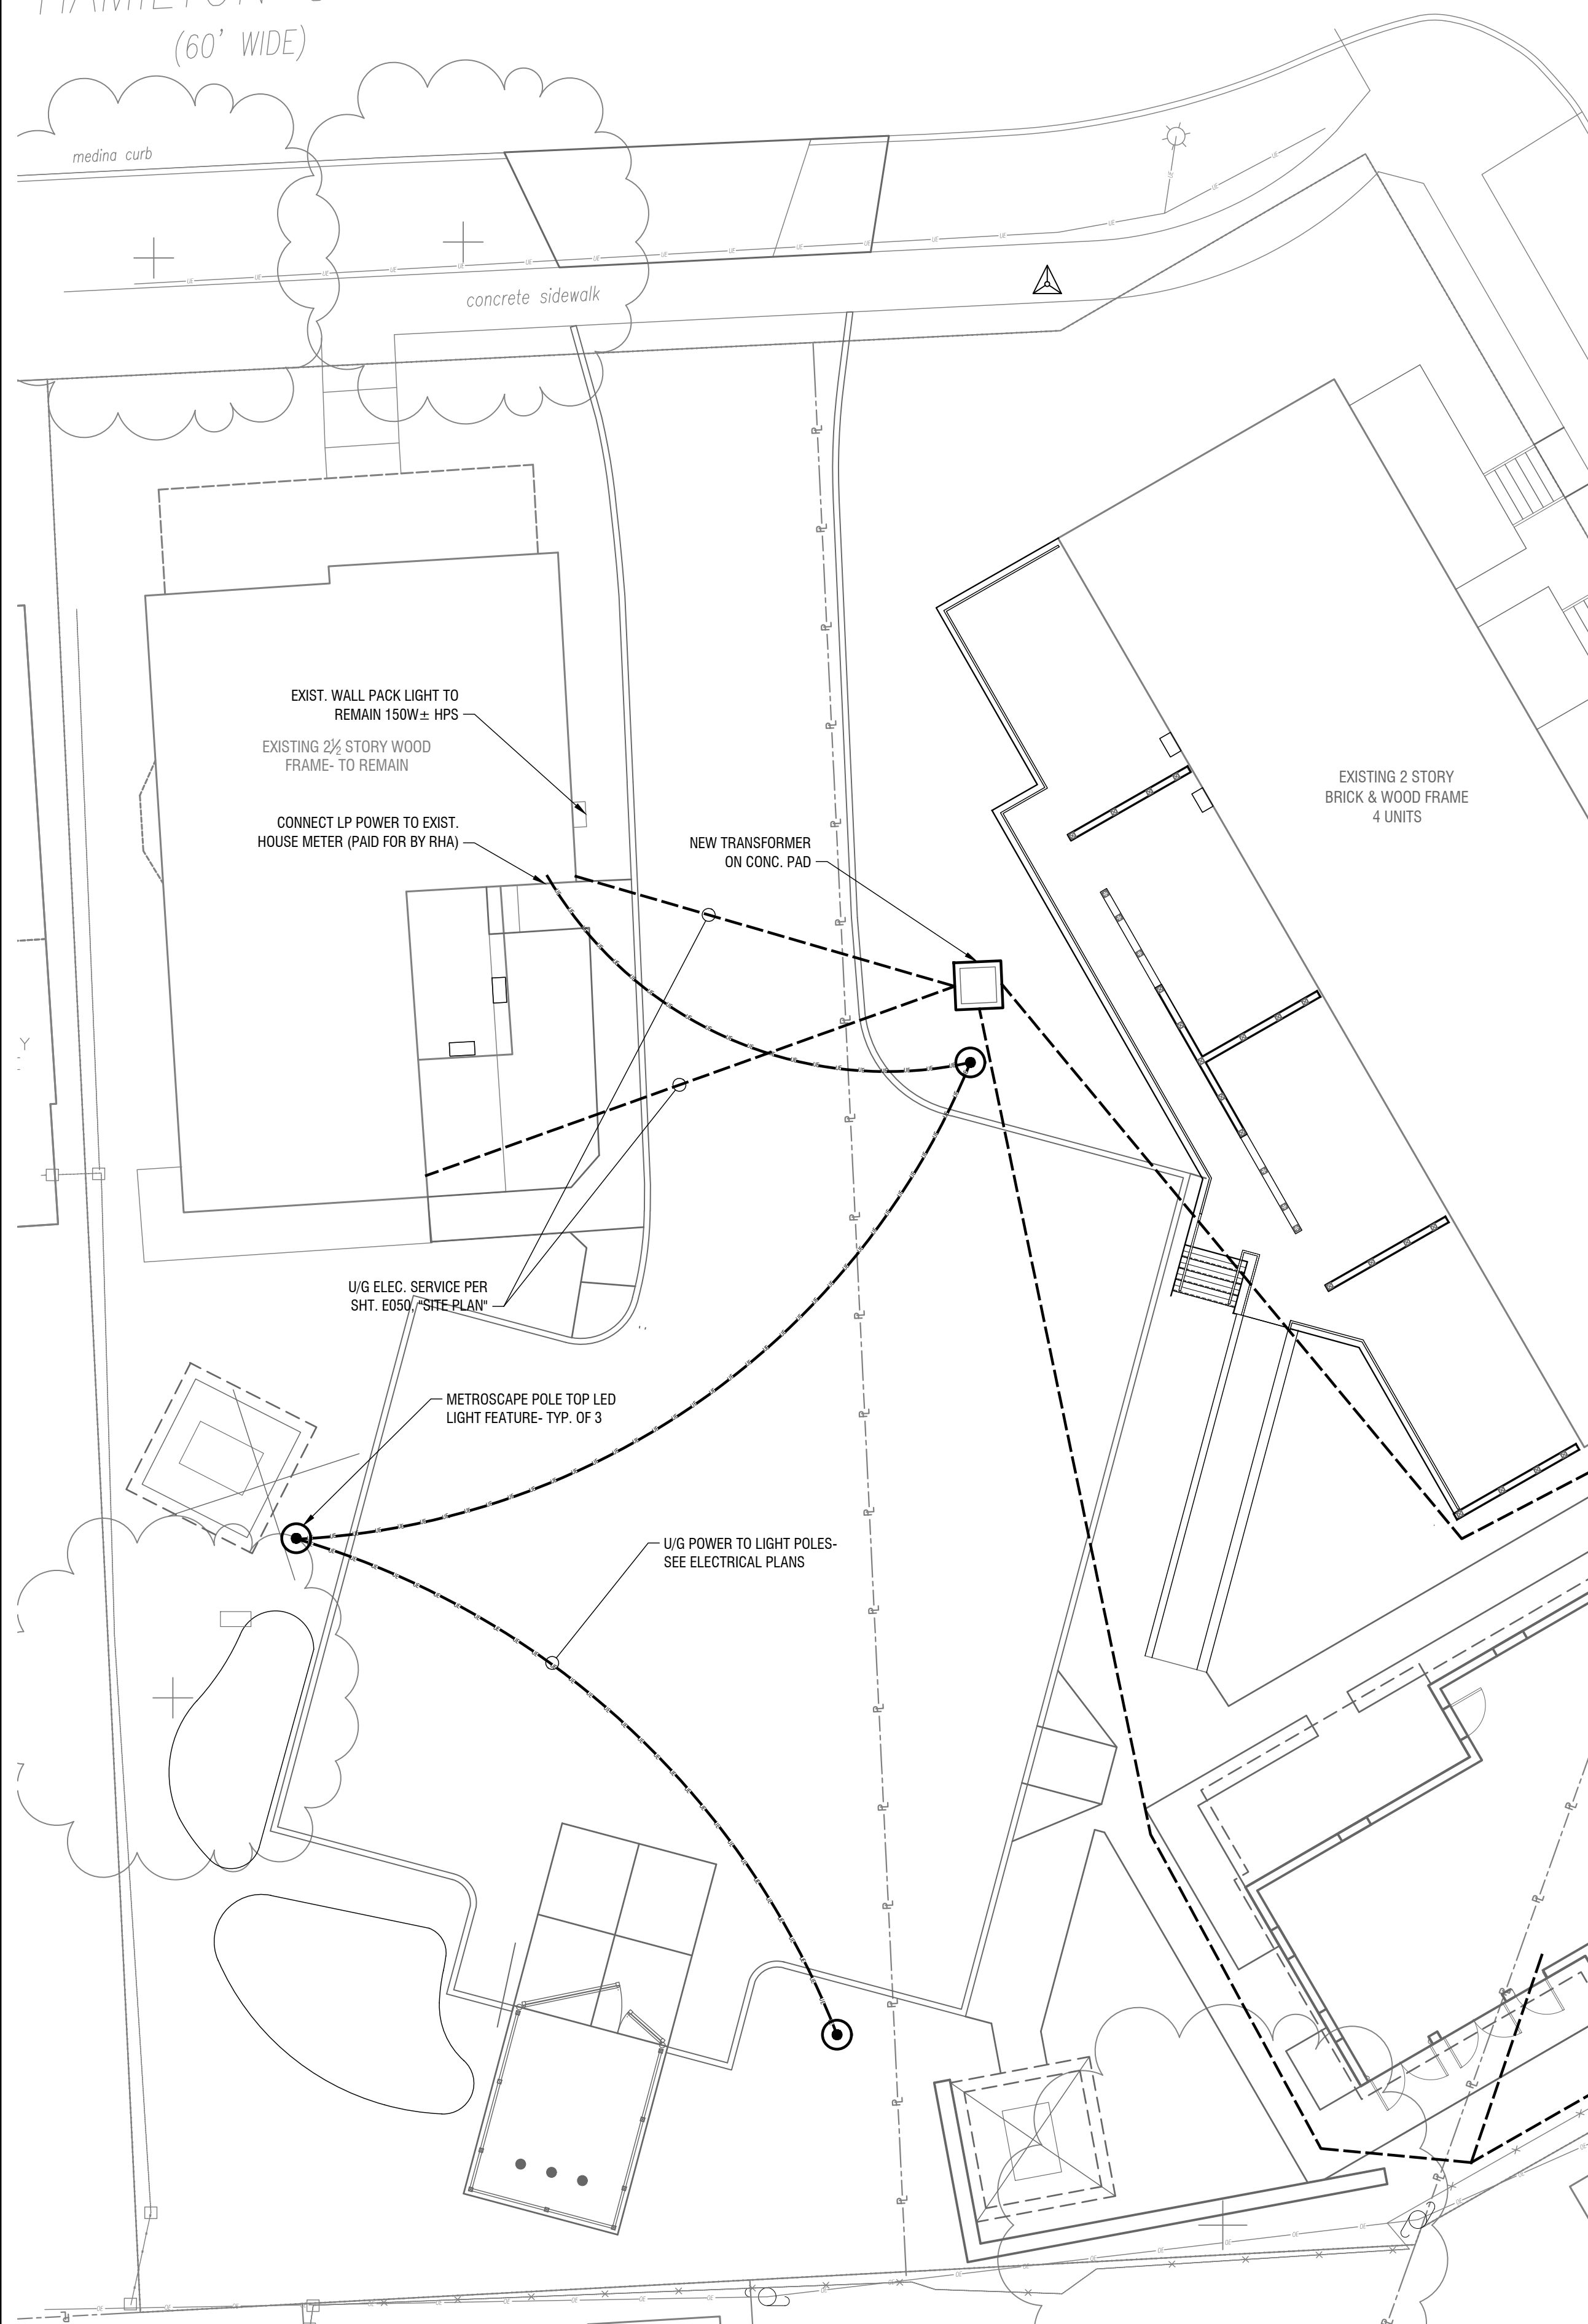 HAMILTON
(60' WIDE)
medina curb
concrete sidewalk
EXIST. WALL PACK LIGHT TO
REMAIN 150W± HPS
EXISTING 2½ STORY WOOD
FRAME- TO REMAIN
CONNECT LP POWER TO EXIST.
HOUSE METER (PAID FOR BY RHA)
NEW TRANSFORMER
ON CONC. PAD
EXISTING 2 STORY
BRICK & WOOD FRAME
4 UNITS
U/G ELEC. SERVICE PER
SHT. E050, "SITE PLAN"
METROSCAPE POLE TOP LED
LIGHT FEATURE- TYP. OF 3
U/G POWER TO LIGHT POLES-
SEE ELECTRICAL PLANS